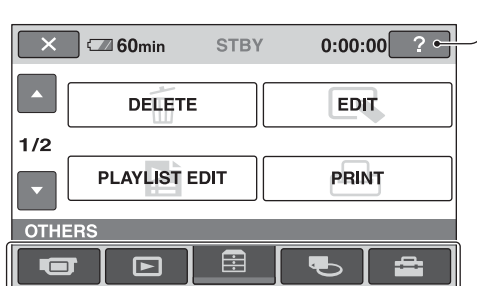 × 60min STBY 0:00:00 ?
DELETE EDIT
1/2
PLAYLIST EDIT PRINT
OTHERS